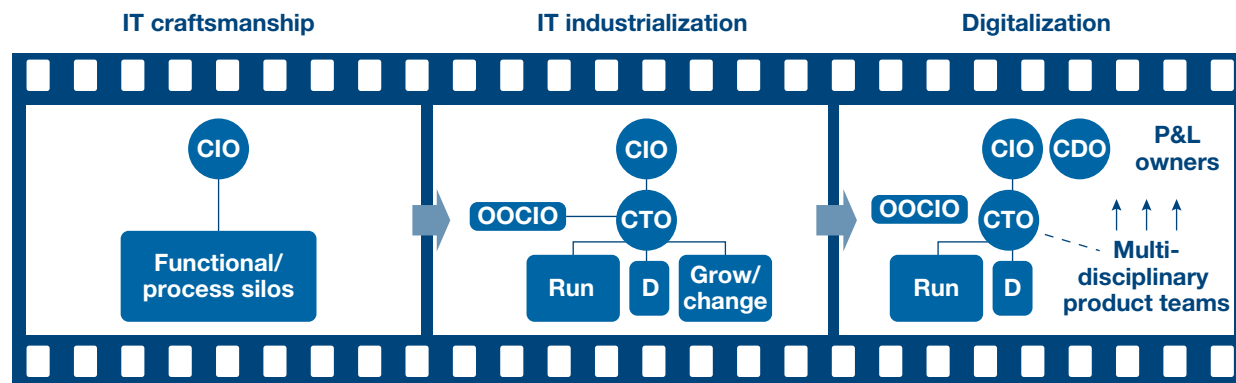 IT craftsmanship
IT industrialization
Digitalization
CIO
Functional/
process silos
CIO
OOCIO
CTO
Run
D
Grow/
change
CIO
CDO
P&L
owners
OOCIO
CTO
Run
D
Multi-
disciplinary
product teams